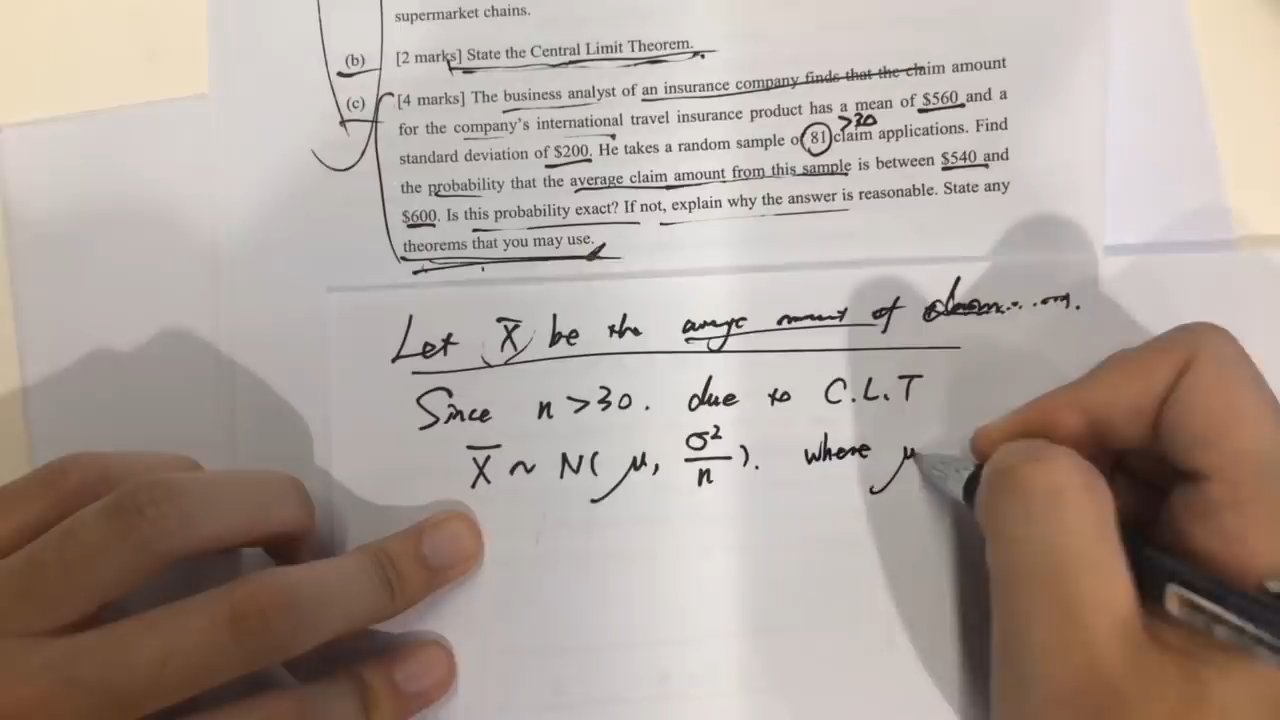 supermarket chains.
(b) [2 marks] State the Central Limit Theorem.
(c) [4 marks] The business analyst of an insurance company finds that the claim amount
for the company's international travel insurance product has a mean of $560 and a
>30
standard deviation of $200. He takes a random sample of 81 claim applications. Find
the probability that the average claim amount from this sample is between $540 and
$600. Is this probability exact? If not, explain why the answer is reasonable. State any
theorems that you may use.
Let X̄ be the amount of
Since n >30. due to C.L.T
X̄ ~ N( μ, σ²/n ). where μ